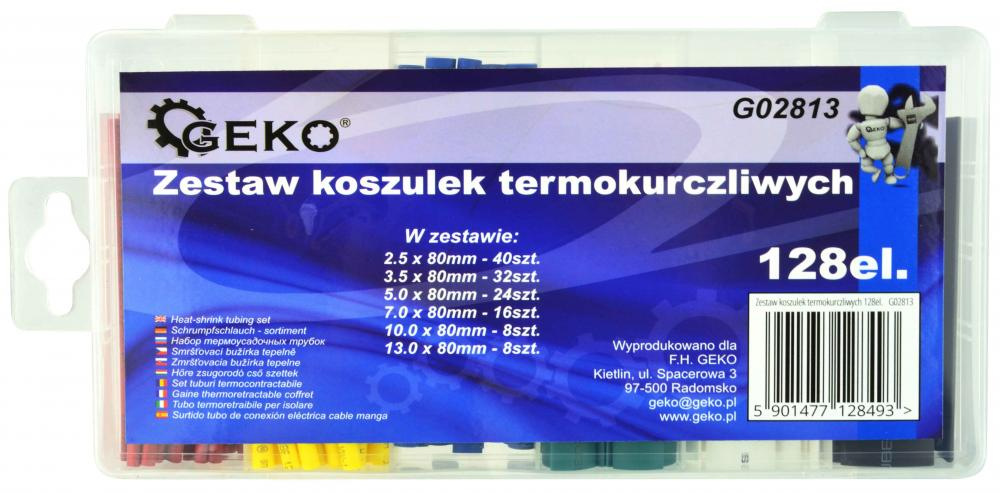 GEKO®
G02813
GEKO
Zestaw koszulek termokurczliwych
W zestawie:
2.5 x 80mm - 40szt.
3.5 x 80mm - 32szt.
5.0 x 80mm - 24szt.
7.0 x 80mm - 16szt.
10.0 x 80mm - 8szt.
13.0 x 80mm - 8szt.
128el.
Heat-shrink tubing set
Schrumpfschlauch - sortiment
Набор термоусадочных трубок
Smršťovací bužírka tepelně
Zmršťovacia bužírka tepelne
Hőre zsugorodó cső szettek
Set tuburi termocontractabile
Gaine thermoretractable coffret
Tubo termoretraibile per isolare
Surtido tubo de conexión eléctrica cable manga
Wyprodukowano dla
F.H. GEKO
Kietlin, ul. Spacerowa 3
97-500 Radomsko
geko@geko.pl
www.geko.pl
Zestaw koszulek termokurczliwych 128el. G02813
5 901477 128493 >